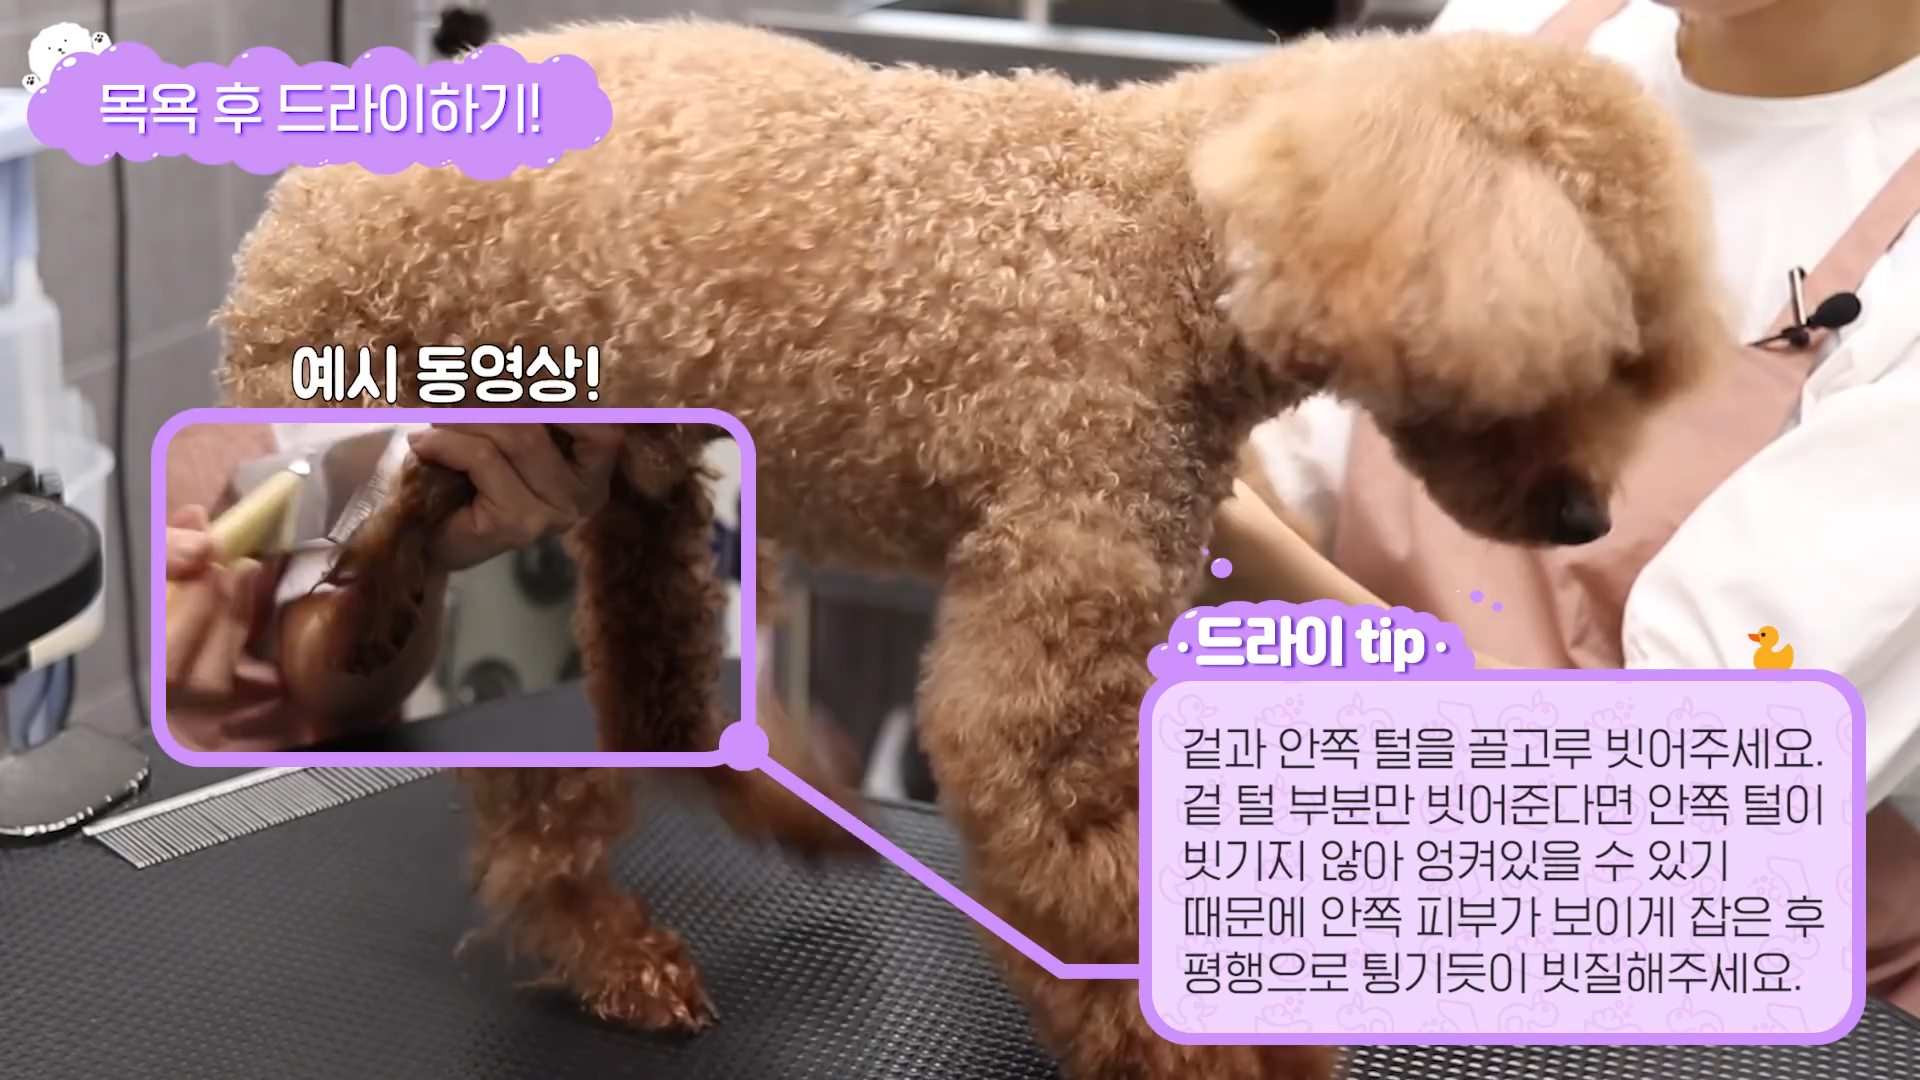 목욕 후 드라이하기!
예시 동영상!
·드라이 tip·
겉과 안쪽 털을 골고루 빗어주세요.
겉 털 부분만 빗어준다면 안쪽 털이
빗기지 않아 엉켜있을 수 있기
때문에 안쪽 피부가 보이게 잡은 후
평행으로 튕기듯이 빗질해주세요.